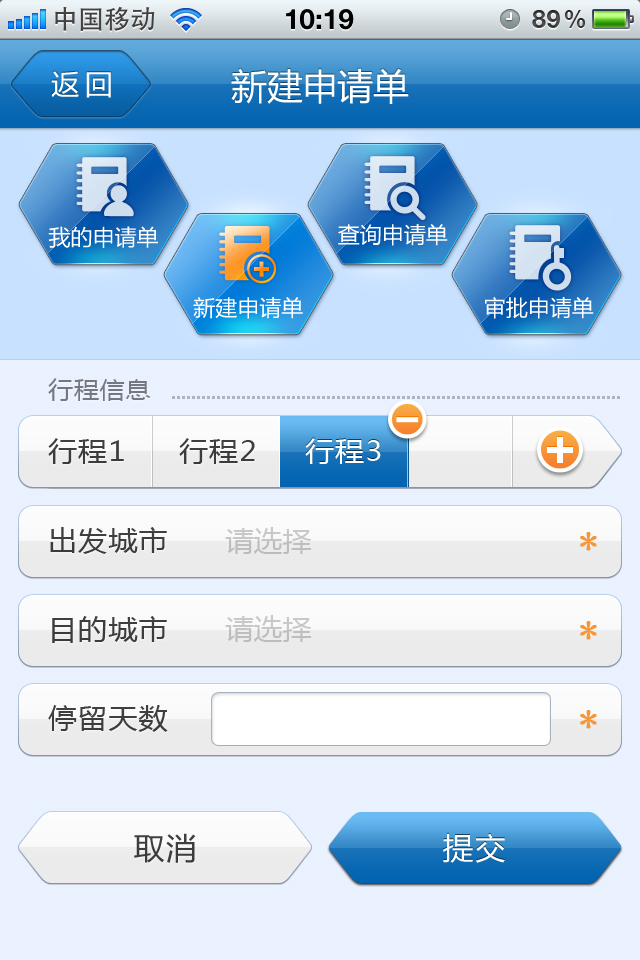 中国移动 10:19 89%
返回 新建申请单
我的申请单 查询申请单
新建申请单 审批申请单
行程信息
行程1 行程2 行程3
出发城市 请选择 *
目的城市 请选择 *
停留天数 *
取消 提交